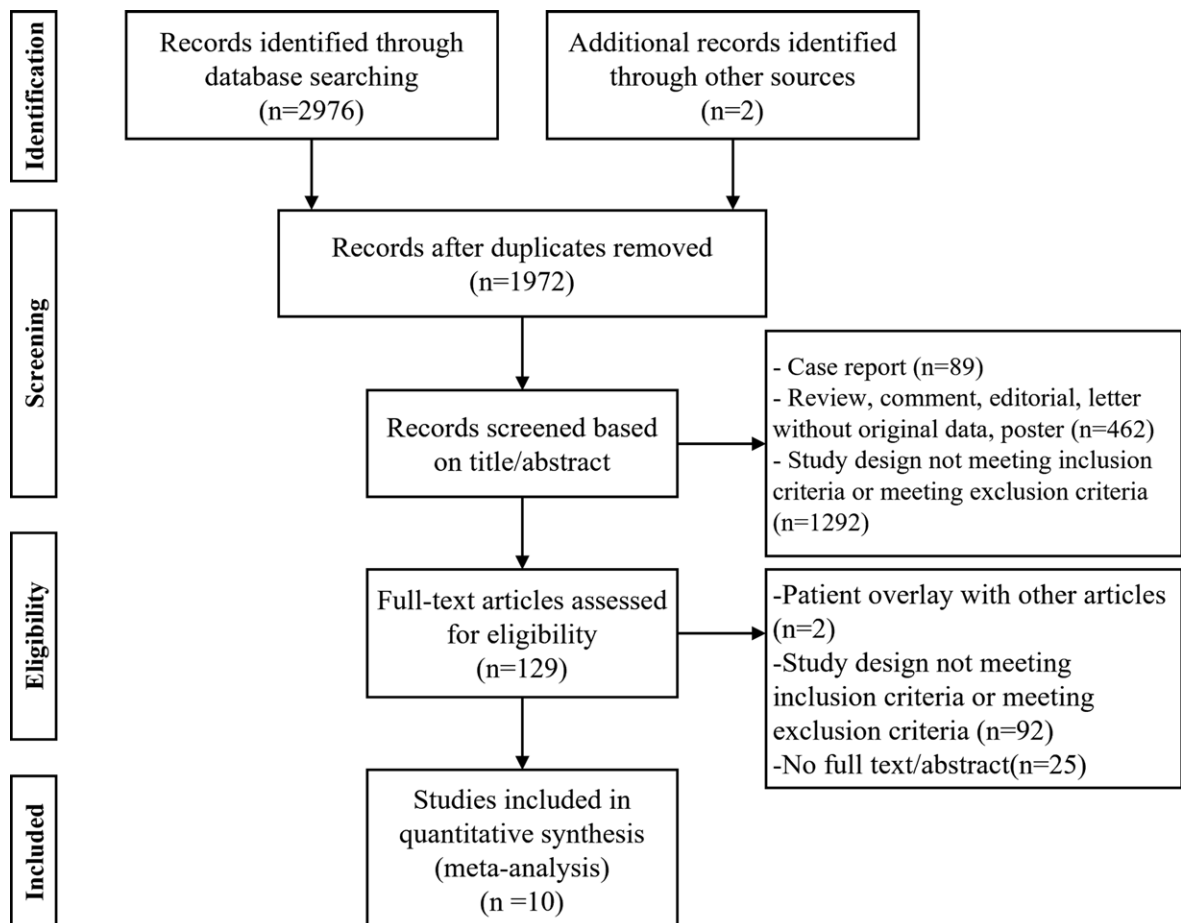 Identification
Records identified through
database searching
(n=2976)
Additional records identified
through other sources
(n=2)
Screening
Records after duplicates removed
(n=1972)
Records screened based
on title/abstract
- Case report (n=89)
- Review, comment, editorial, letter
without original data, poster (n=462)
- Study design not meeting inclusion
criteria or meeting exclusion criteria
(n=1292)
Eligibility
Full-text articles assessed
for eligibility
(n=129)
-Patient overlay with other articles
(n=2)
-Study design not meeting
inclusion criteria or meeting
exclusion criteria (n=92)
-No full text/abstract(n=25)
Included
Studies included in
quantitative synthesis
(meta-analysis)
(n =10)